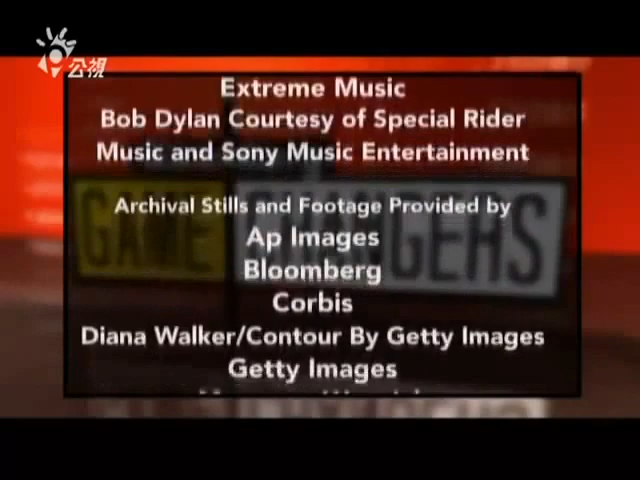 公視
Extreme Music
Bob Dylan Courtesy of Special Rider
Music and Sony Music Entertainment
Archival Stills and Footage Provided by
GAME CHANGERS
Ap Images
Bloomberg
Corbis
Diana Walker/Contour By Getty Images
Getty Images